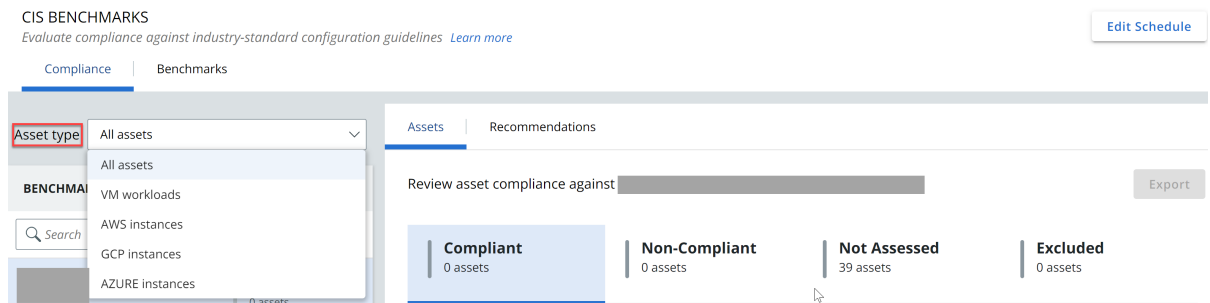 CIS BENCHMARKS
Evaluate compliance against industry-standard configuration guidelines Learn more
Edit Schedule
Compliance
Benchmarks
Asset type
All assets
All assets
VM workloads
AWS instances
GCP instances
AZURE instances
Search
0 assets
Assets
Recommendations
Review asset compliance against
Export
Compliant
0 assets
Non-Compliant
0 assets
Not Assessed
39 assets
Excluded
0 assets